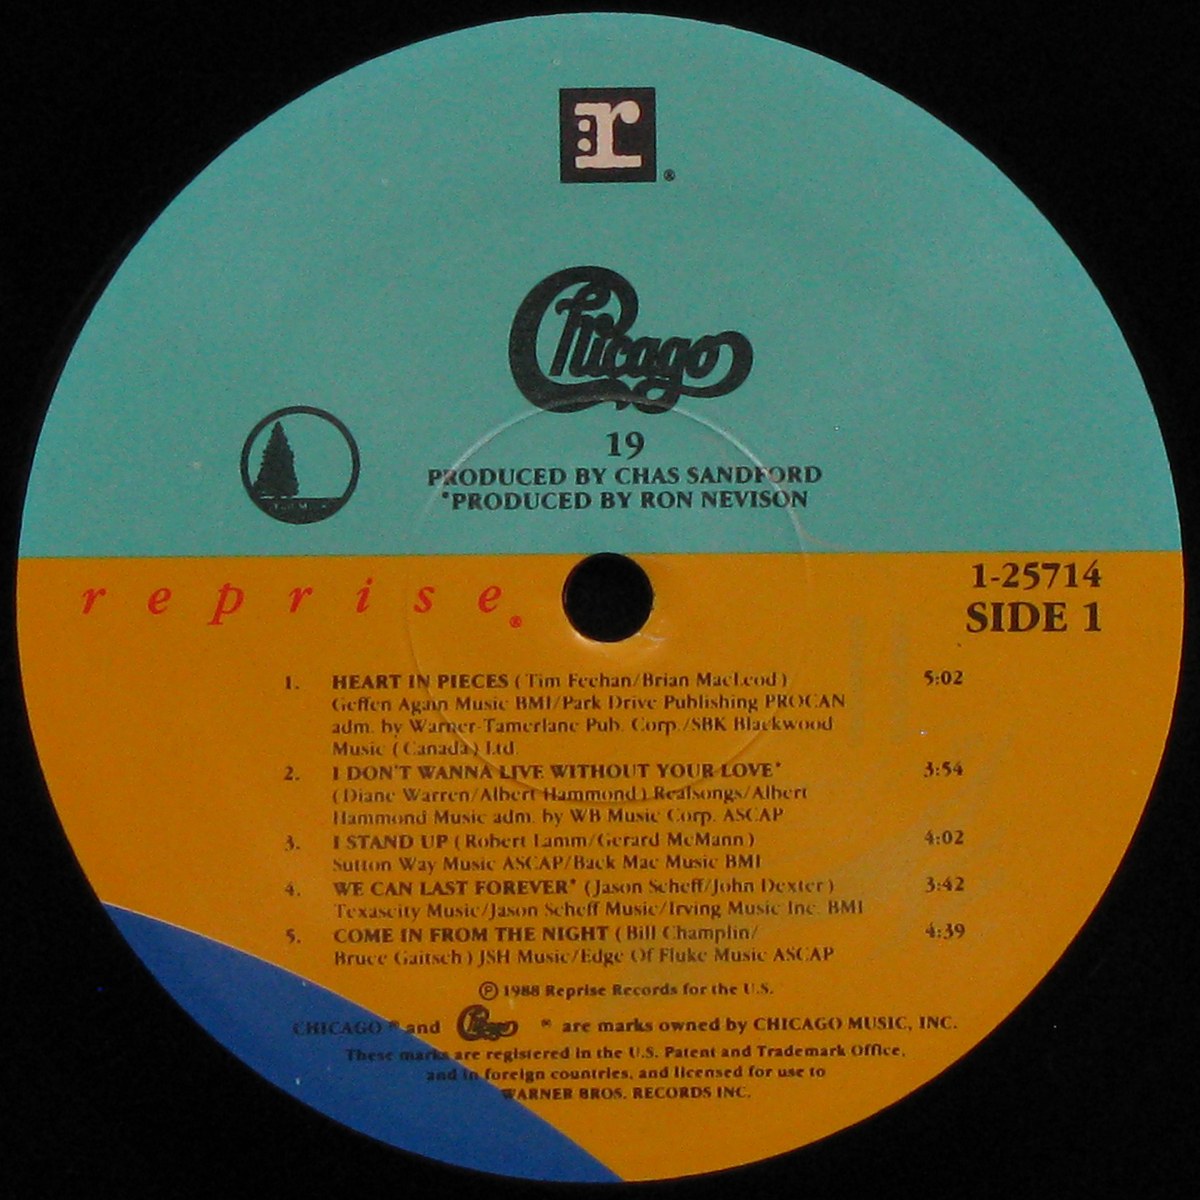 r®
Chicago
19
PRODUCED BY CHAS SANDFORD
*PRODUCED BY RON NEVISON
reprise®
1-25714
SIDE 1
1. HEART IN PIECES (Tim Feehan/Brian MacLeod) 5:02
Geffen Again Music BMI/Park Drive Publishing PROCAN
adm. by Warner-Tamerlane Pub. Corp./SBK Blackwood
Music (Canada) Ltd.
2. I DON'T WANNA LIVE WITHOUT YOUR LOVE* 3:54
(Diane Warren/Albert Hammond) Realsongs/Albert
Hammond Music adm. by WB Music Corp. ASCAP
3. I STAND UP (Robert Lamm/Gerard McMann) 4:02
Sutton Way Music ASCAP/Back Mac Music BMI
4. WE CAN LAST FOREVER* (Jason Scheff/John Dexter) 3:42
Texascity Music/Jason Scheff Music/Irving Music Inc. BMI
5. COME IN FROM THE NIGHT (Bill Champlin/ 4:39
Bruce Gaitsch) JSH Music/Edge Of Fluke Music ASCAP
℗ 1988 Reprise Records for the U.S.
CHICAGO® and Chicago ® are marks owned by CHICAGO MUSIC, INC.
These marks are registered in the U.S. Patent and Trademark Office,
and in foreign countries, and licensed for use to
WARNER BROS. RECORDS INC.